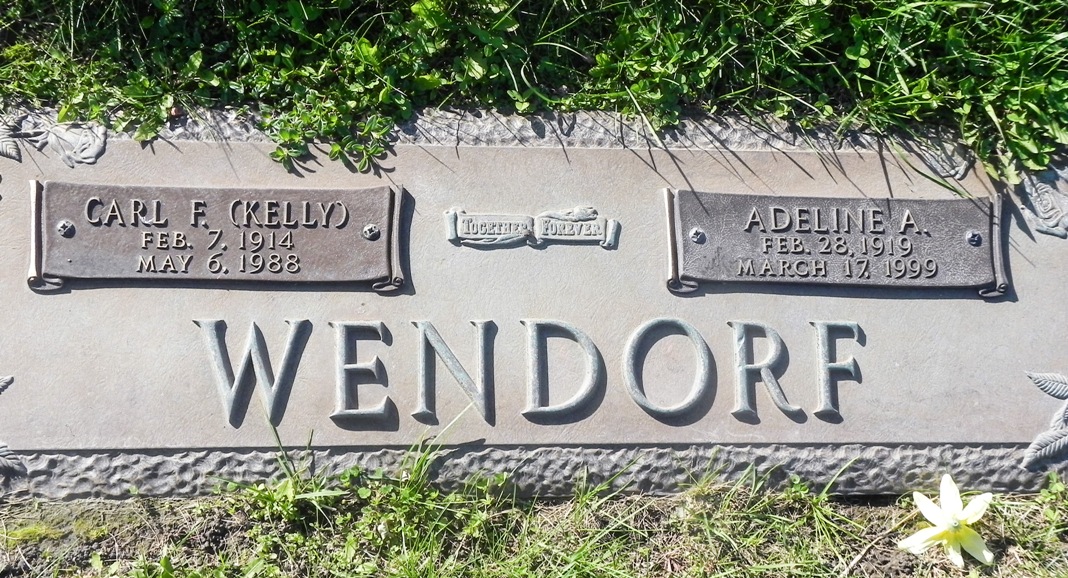 CARL F. (KELLY)
FEB. 7, 1914
MAY 6, 1988
TOGETHER FOREVER
ADELINE A.
FEB. 28, 1919
MARCH 17, 1999
WENDORF